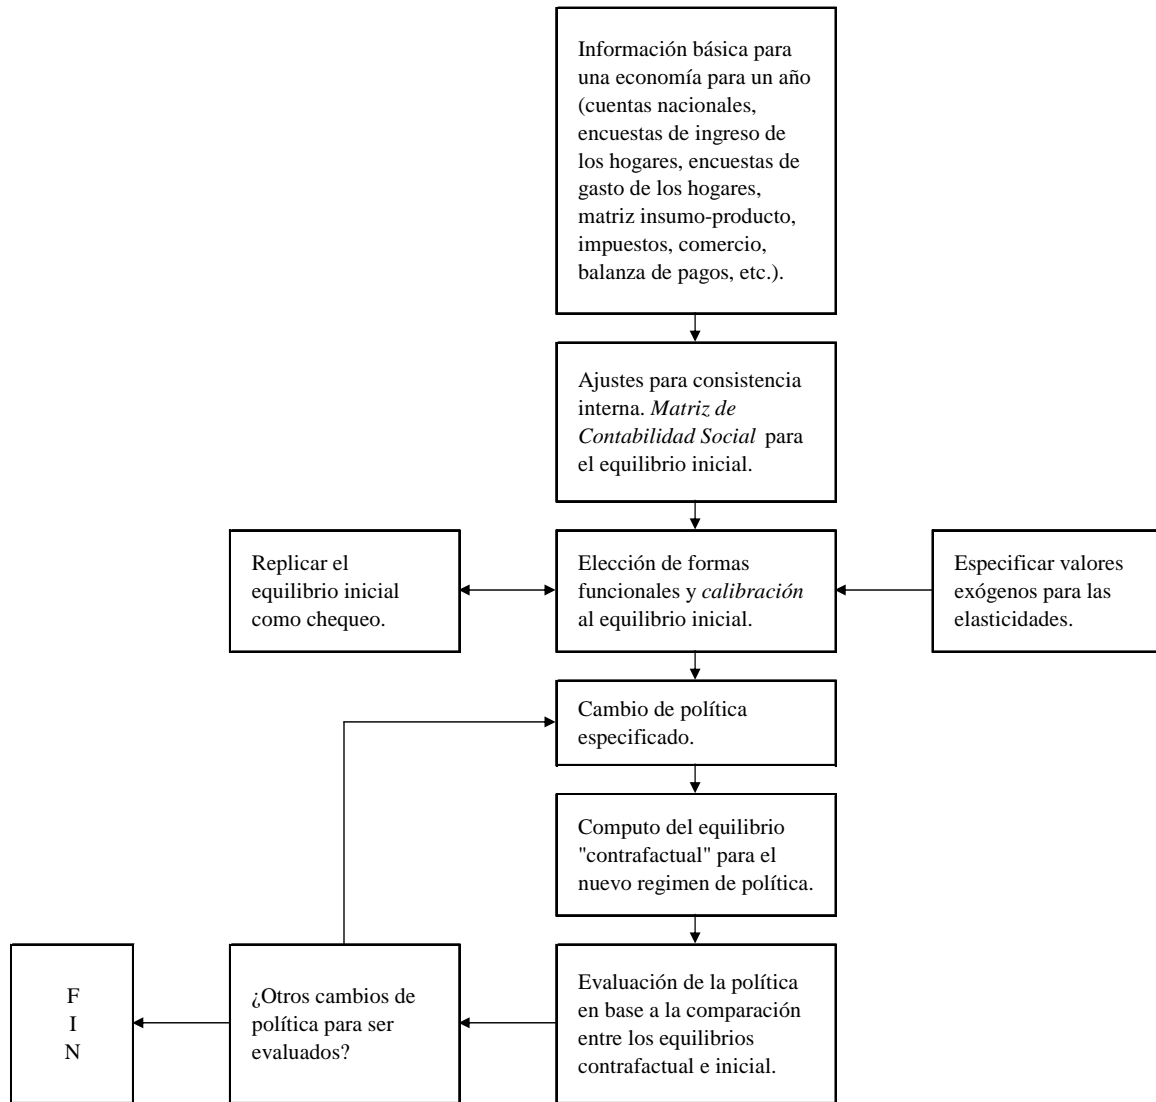 Información básica para
una economía para un año
(cuentas nacionales,
encuestas de ingreso de
los hogares, encuestas de
gasto de los hogares,
matriz insumo-producto,
impuestos, comercio,
balanza de pagos, etc.).
Ajustes para consistencia
interna. Matriz de
Contabilidad Social para
el equilibrio inicial.
Replicar el
equilibrio inicial
como chequeo.
Elección de formas
funcionales y calibración
al equilibrio inicial.
Especificar valores
exógenos para las
elasticidades.
Cambio de política
especificado.
Computo del equilibrio
"contrafactual" para el
nuevo regimen de política.
F
I
N
¿Otros cambios de
política para ser
evaluados?
Evaluación de la política
en base a la comparación
entre los equilibrios
contrafactual e inicial.